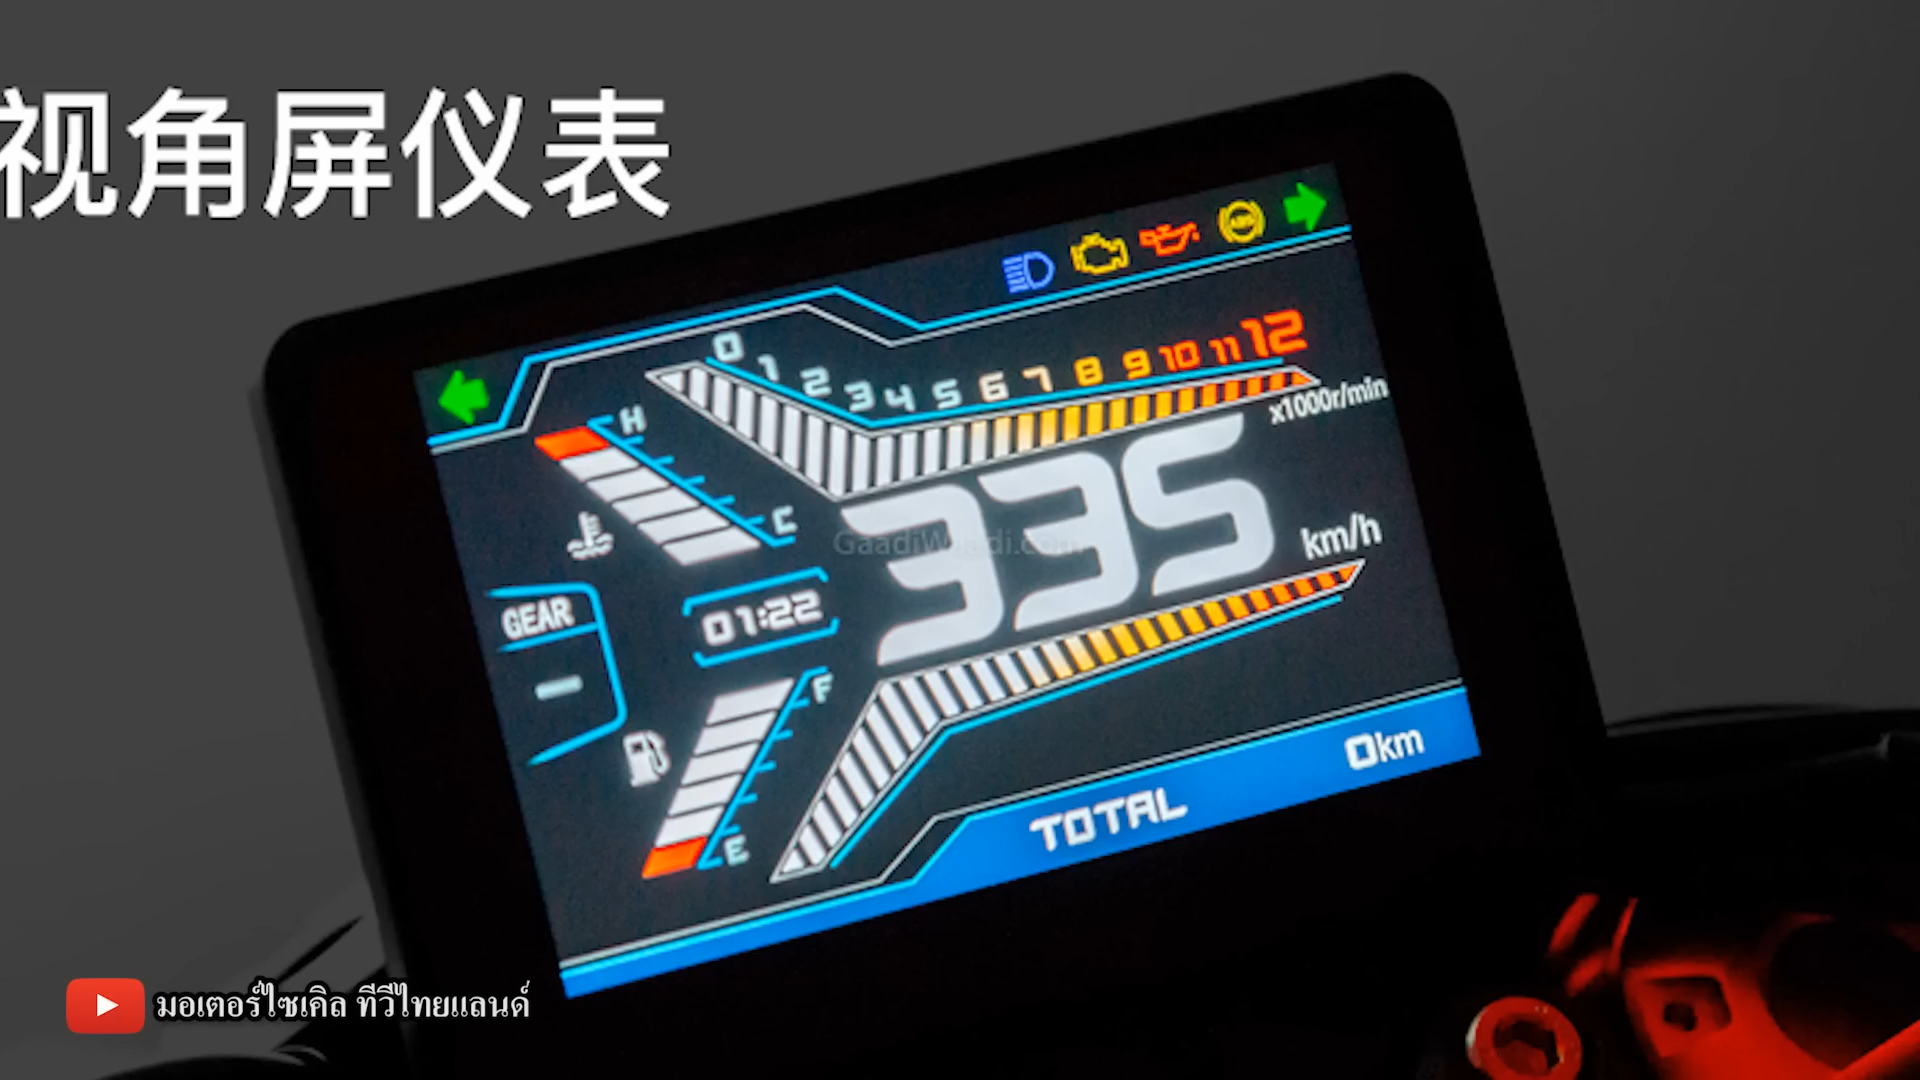 视角屏仪表
0 1 2 3 4 5 6 7 8 9 10 11 12
x1000r/min
H
C
335
km/h
GEAR
01:22
F
E
TOTAL
0km
มอเตอร์ไซเคิล ทีวีไทยแลนด์